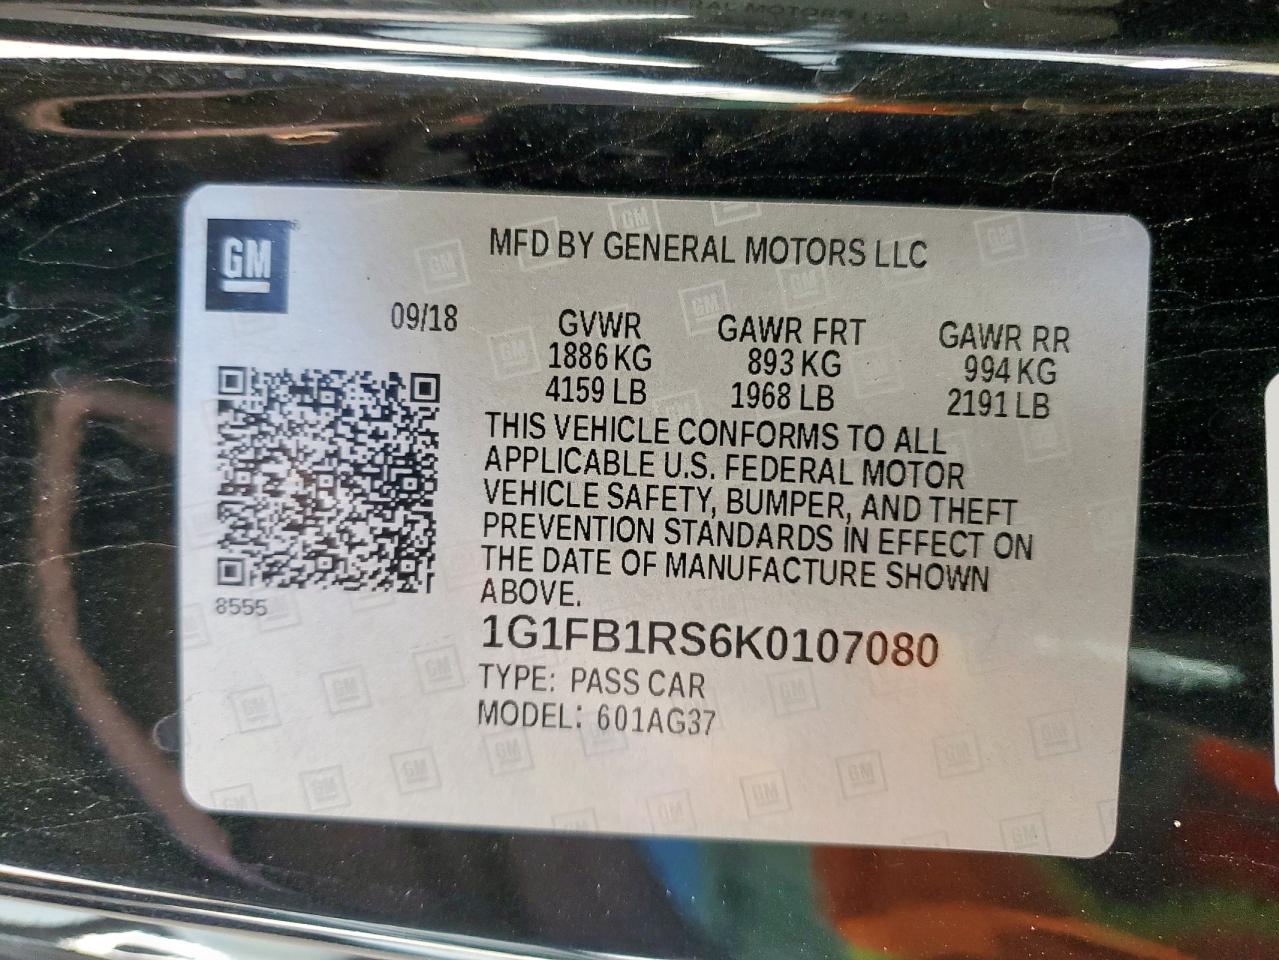 GM
MFD BY GENERAL MOTORS LLC
09/18
GVWR GAWR FRT GAWR RR
1886 KG 893 KG 994 KG
4159 LB 1968 LB 2191 LB
THIS VEHICLE CONFORMS TO ALL
APPLICABLE U.S. FEDERAL MOTOR
VEHICLE SAFETY, BUMPER, AND THEFT
PREVENTION STANDARDS IN EFFECT ON
THE DATE OF MANUFACTURE SHOWN
ABOVE.
8555
1G1FB1RS6K0107080
TYPE: PASS CAR
MODEL: 601AG37